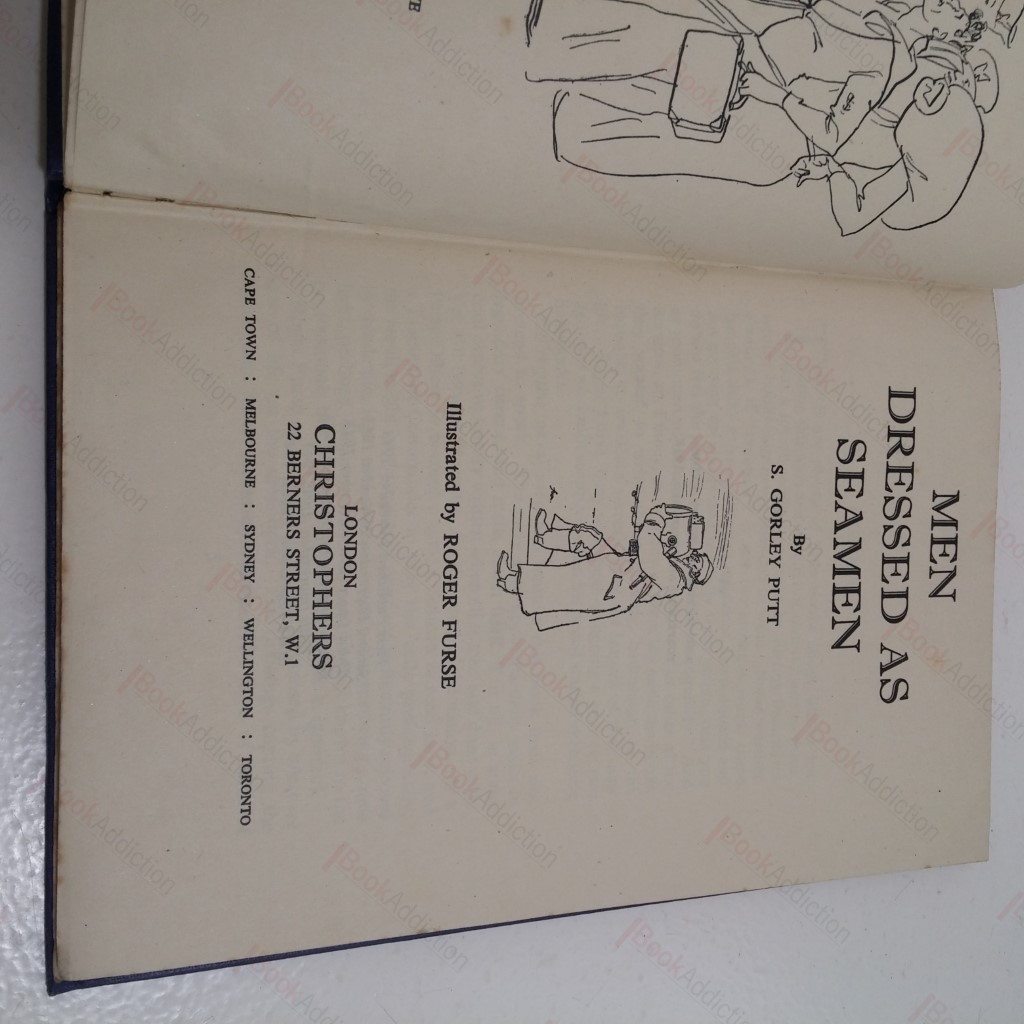 MEN
DRESSED AS
SEAMEN
By
S. GORLEY PUTT
Illustrated by ROGER FURSE
LONDON
CHRISTOPHERS
22 BERNERS STREET, W.1
CAPE TOWN : MELBOURNE : SYDNEY : WELLINGTON : TORONTO
BookAddiction